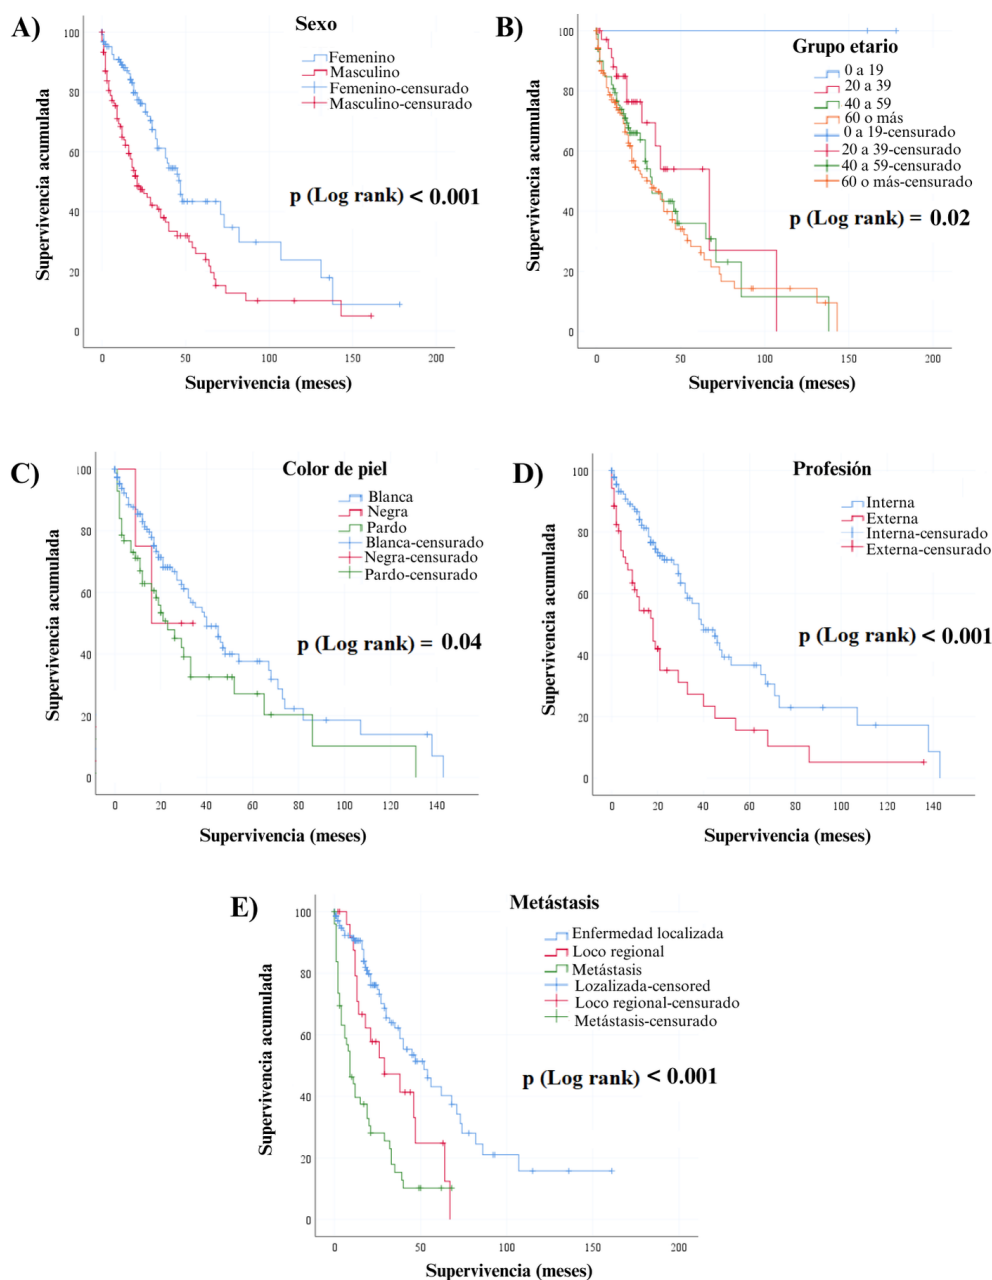 A)
Sexo
Femenino
Masculino
Femenino-censurado
Masculino-censurado
p (Log rank) < 0.001
Supervivencia acumulada
100
80
60
40
20
0
0 50 100 150 200
Supervivencia (meses)
B)
Grupo etario
0 a 19
20 a 39
40 a 59
60 o más
0 a 19-censurado
20 a 39-censurado
40 a 59-censurado
60 o más-censurado
p (Log rank) = 0.02
Supervivencia acumulada
100
80
60
40
20
0
0 50 100 150 200
Supervivencia (meses)
C)
Color de piel
Blanca
Negra
Pardo
Blanca-censurado
Negra-censurado
Pardo-censurado
p (Log rank) = 0.04
Supervivencia acumulada
100
80
60
40
20
0
0 20 40 60 80 100 120 140
Supervivencia (meses)
D)
Profesión
Interna
Externa
Interna-censurado
Externa-censurado
p (Log rank) < 0.001
Supervivencia acumulada
100
80
60
40
20
0
0 20 40 60 80 100 120 140
Supervivencia (meses)
E)
Metástasis
Enfermedad localizada
Loco regional
Metástasis
Lozalizada-censored
Loco regional-censurado
Metástasis-censurado
p (Log rank) < 0.001
Supervivencia acumulada
100
80
60
40
20
0
0 50 100 150 200
Supervivencia (meses)